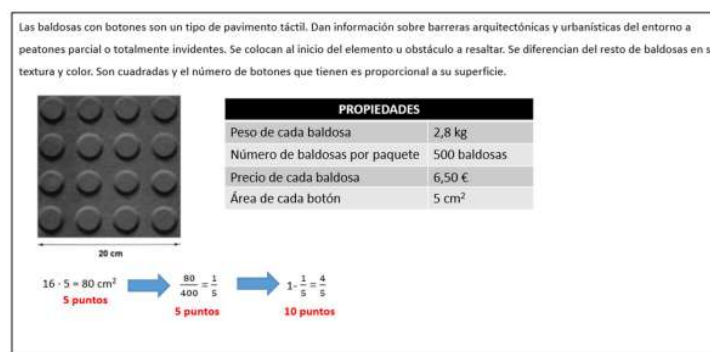 Las baldosas con botones son un tipo de pavimento táctil. Dan información sobre barreras arquitectónicas y urbanísticas del entorno a
peatones parcial o totalmente invidentes. Se colocan al inicio del elemento u obstáculo a resaltar. Se diferencian del resto de baldosas en s
textura y color. Son cuadradas y el número de botones que tienen es proporcional a su superficie.
PROPIEDADES
Peso de cada baldosa 2,8 kg
Número de baldosas por paquete 500 baldosas
Precio de cada baldosa 6,50 €
Área de cada botón 5 cm²
20 cm
16 · 5 = 80 cm² 80/400 = 1/5 1-1/5 = 4/5
5 puntos 5 puntos 10 puntos